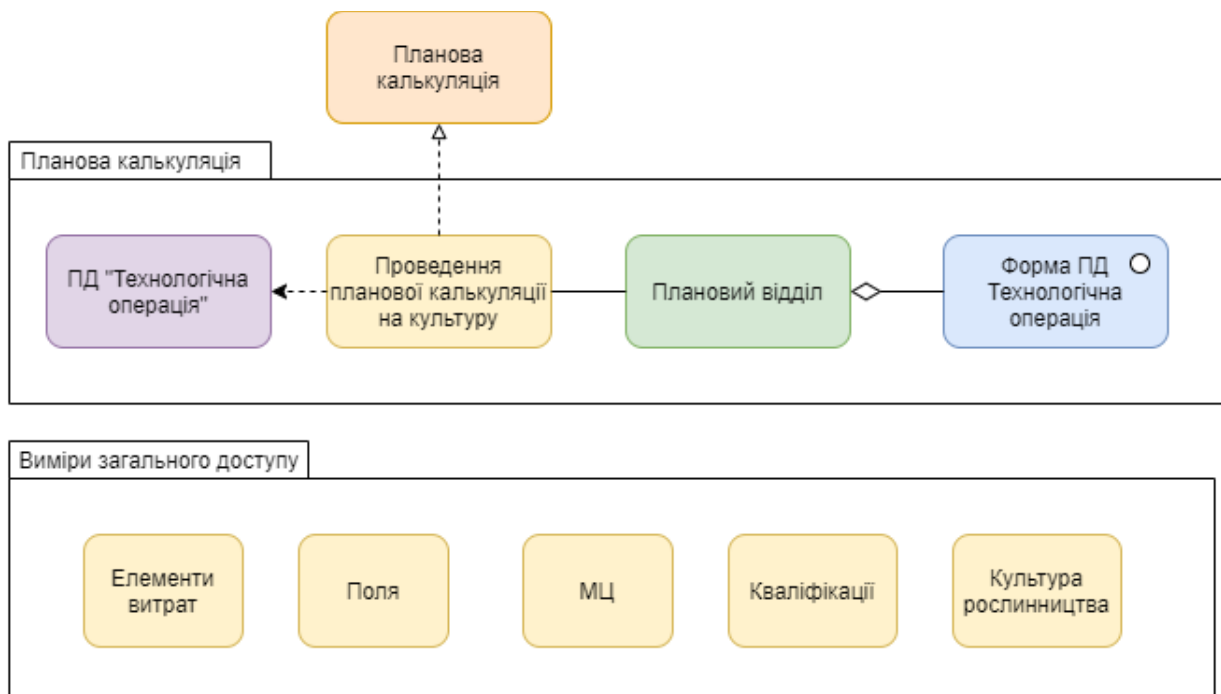 Планова
калькуляція
Планова калькуляція
ПД "Технологічна
операція"
Проведення
планової калькуляції
на культуру
Плановий відділ
Форма ПД
Технологічна
операція
Виміри загального доступу
Елементи
витрат
Поля
МЦ
Кваліфікації
Культура
рослинництва